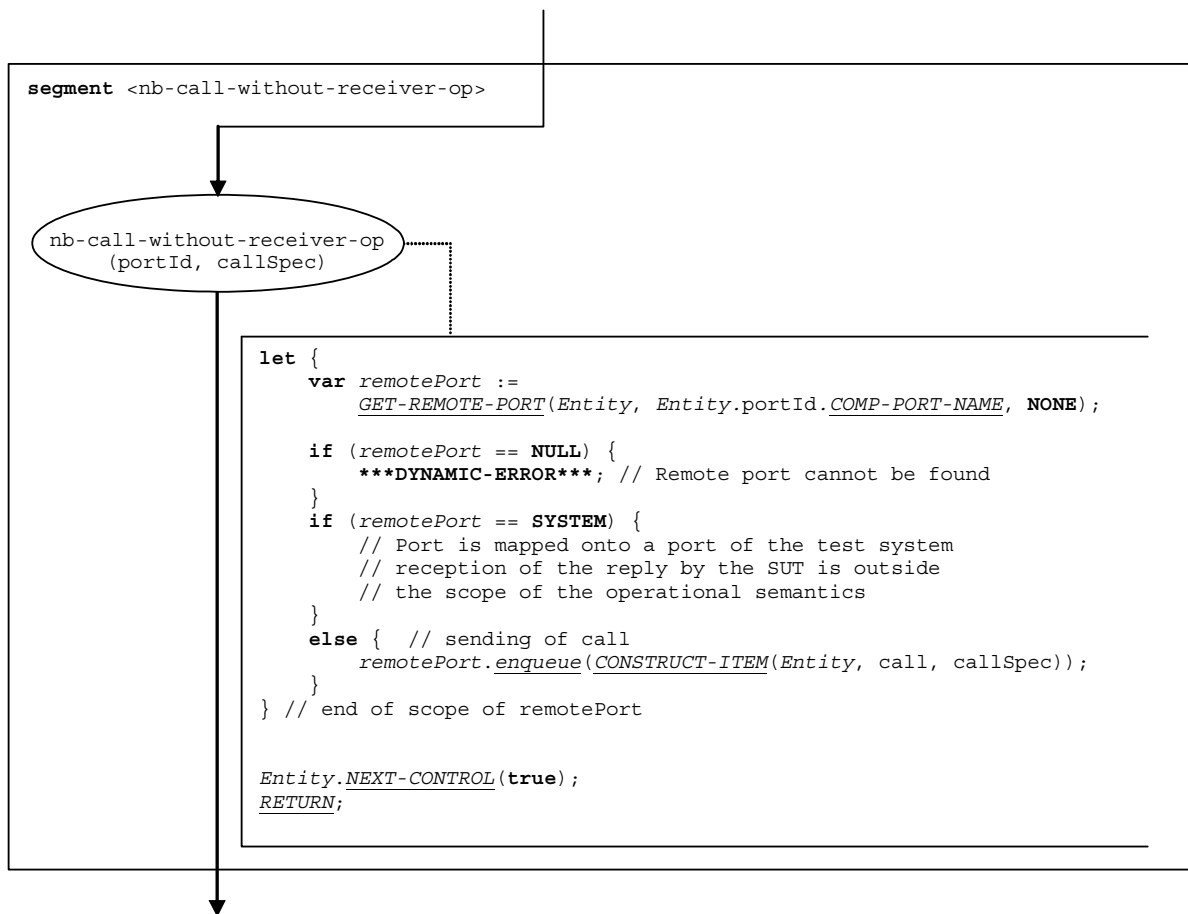 segment <nb-call-without-receiver-op>
nb-call-without-receiver-op
(portId, callSpec)
let {
var remotePort :=
GET-REMOTE-PORT(Entity, Entity.portId.COMP-PORT-NAME, NONE);
if (remotePort == NULL) {
***DYNAMIC-ERROR***; // Remote port cannot be found
}
if (remotePort == SYSTEM) {
// Port is mapped onto a port of the test system
// reception of the reply by the SUT is outside
// the scope of the operational semantics
}
else { // sending of call
remotePort.enqueue(CONSTRUCT-ITEM(Entity, call, callSpec));
}
} // end of scope of remotePort
Entity.NEXT-CONTROL(true);
RETURN;